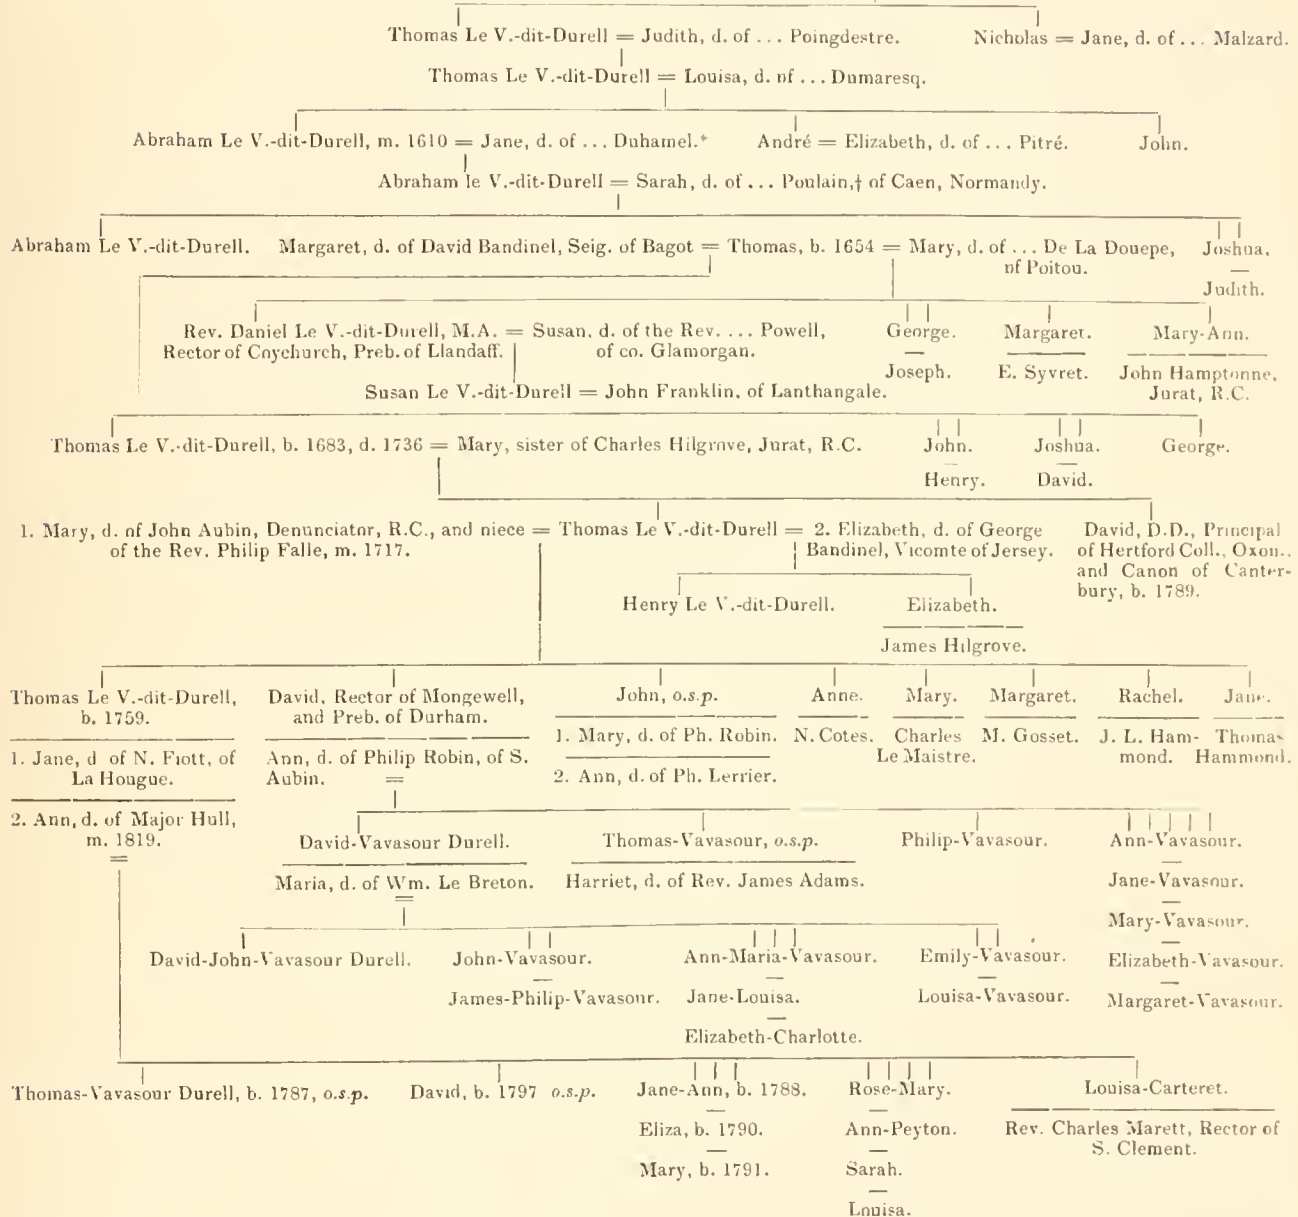 Thomas Le V.-dit-Durell = Judith, d. of ... Poingdestre. Nicholas = Jane, d. of ... Malzard.
Thomas Le V.-dit-Durell = Louisa, d. of ... Dumaresq.
Abraham Le V.-dit-Durell, m. 1610 = Jane, d. of ... Duhamel.* André = Elizabeth, d. of ... Pitré. John.
Abraham le V.-dit-Durell = Sarah, d. of ... Poulain,† of Caen, Normandy.
Abraham Le V.-dit-Durell. Margaret, d. of David Bandinel, Seig. of Bagot = Thomas, b. 1654 = Mary, d. of ... De La Douepe, Joshua.
of Poitou.
Judith.
Rev. Daniel Le V.-dit-Durell, M.A. = Susan, d. of the Rev. .... Powell, George. Margaret. Mary-Ann.
Rector of Coychurch, Preb. of Llandaff. of co. Glamorgan.
Joseph. E. Syvret. John Hamptonne,
Susan Le V.-dit-Durell = John Franklin, of Lanthangale. Jurat, R.C.
Thomas Le V.-dit-Durell, b. 1683, d. 1736 = Mary, sister of Charles Hilgrove, Jurat, R.C. John. Joshua. George.
Henry. David.
1. Mary, d. of John Aubin, Denunciator, R.C., and niece = Thomas Le V.-dit-Durell = 2. Elizabeth, d. of George David, D.D., Principal
of the Rev. Philip Falle, m. 1717. Bandinel, Vicomte of Jersey. of Hertford Coll., Oxon.,
and Canon of Canter-
Henry Le V.-dit-Durell. Elizabeth. bury, b. 1789.
James Hilgrove.
Thomas Le V.-dit-Durell, David, Rector of Mongewell, John, o.s.p. Anne. Mary. Margaret. Rachel. Jane.
b. 1759. and Preb. of Durham.
1. Mary, d. of Ph. Robin. N. Cotes. Charles M. Gosset. J. L. Ham- Thomas
1. Jane, d of N. Fiott, of Ann, d. of Philip Robin, of S. Le Maistre. mond. Hammond.
La Hougue. Aubin. = 2. Ann, d. of Ph. Lerrier.
2. Ann, d. of Major Hull,
m. 1819. David-Vavasour Durell. Thomas-Vavasour, o.s.p. Philip-Vavasour. Ann-Vavasour.
=
Maria, d. of Wm. Le Breton. Harriet, d. of Rev. James Adams. Jane-Vavasour.
=
Mary-Vavasour.
David-John-Vavasour Durell. John-Vavasour. Ann-Maria-Vavasour. Emily-Vavasour. Elizabeth-Vavasour.
James-Philip-Vavasour. Jane-Louisa. Louisa-Vavasour. Margaret-Vavasour.
Elizabeth-Charlotte.
Thomas-Vavasour Durell, b. 1787, o.s.p. David, b. 1797 o.s.p. Jane-Ann, b. 1788. Rose-Mary. Louisa-Carteret.
Eliza, b. 1790. Ann-Peyton. Rev. Charles Marett, Rector of
S. Clement.
Mary, b. 1791. Sarah.
Louisa.